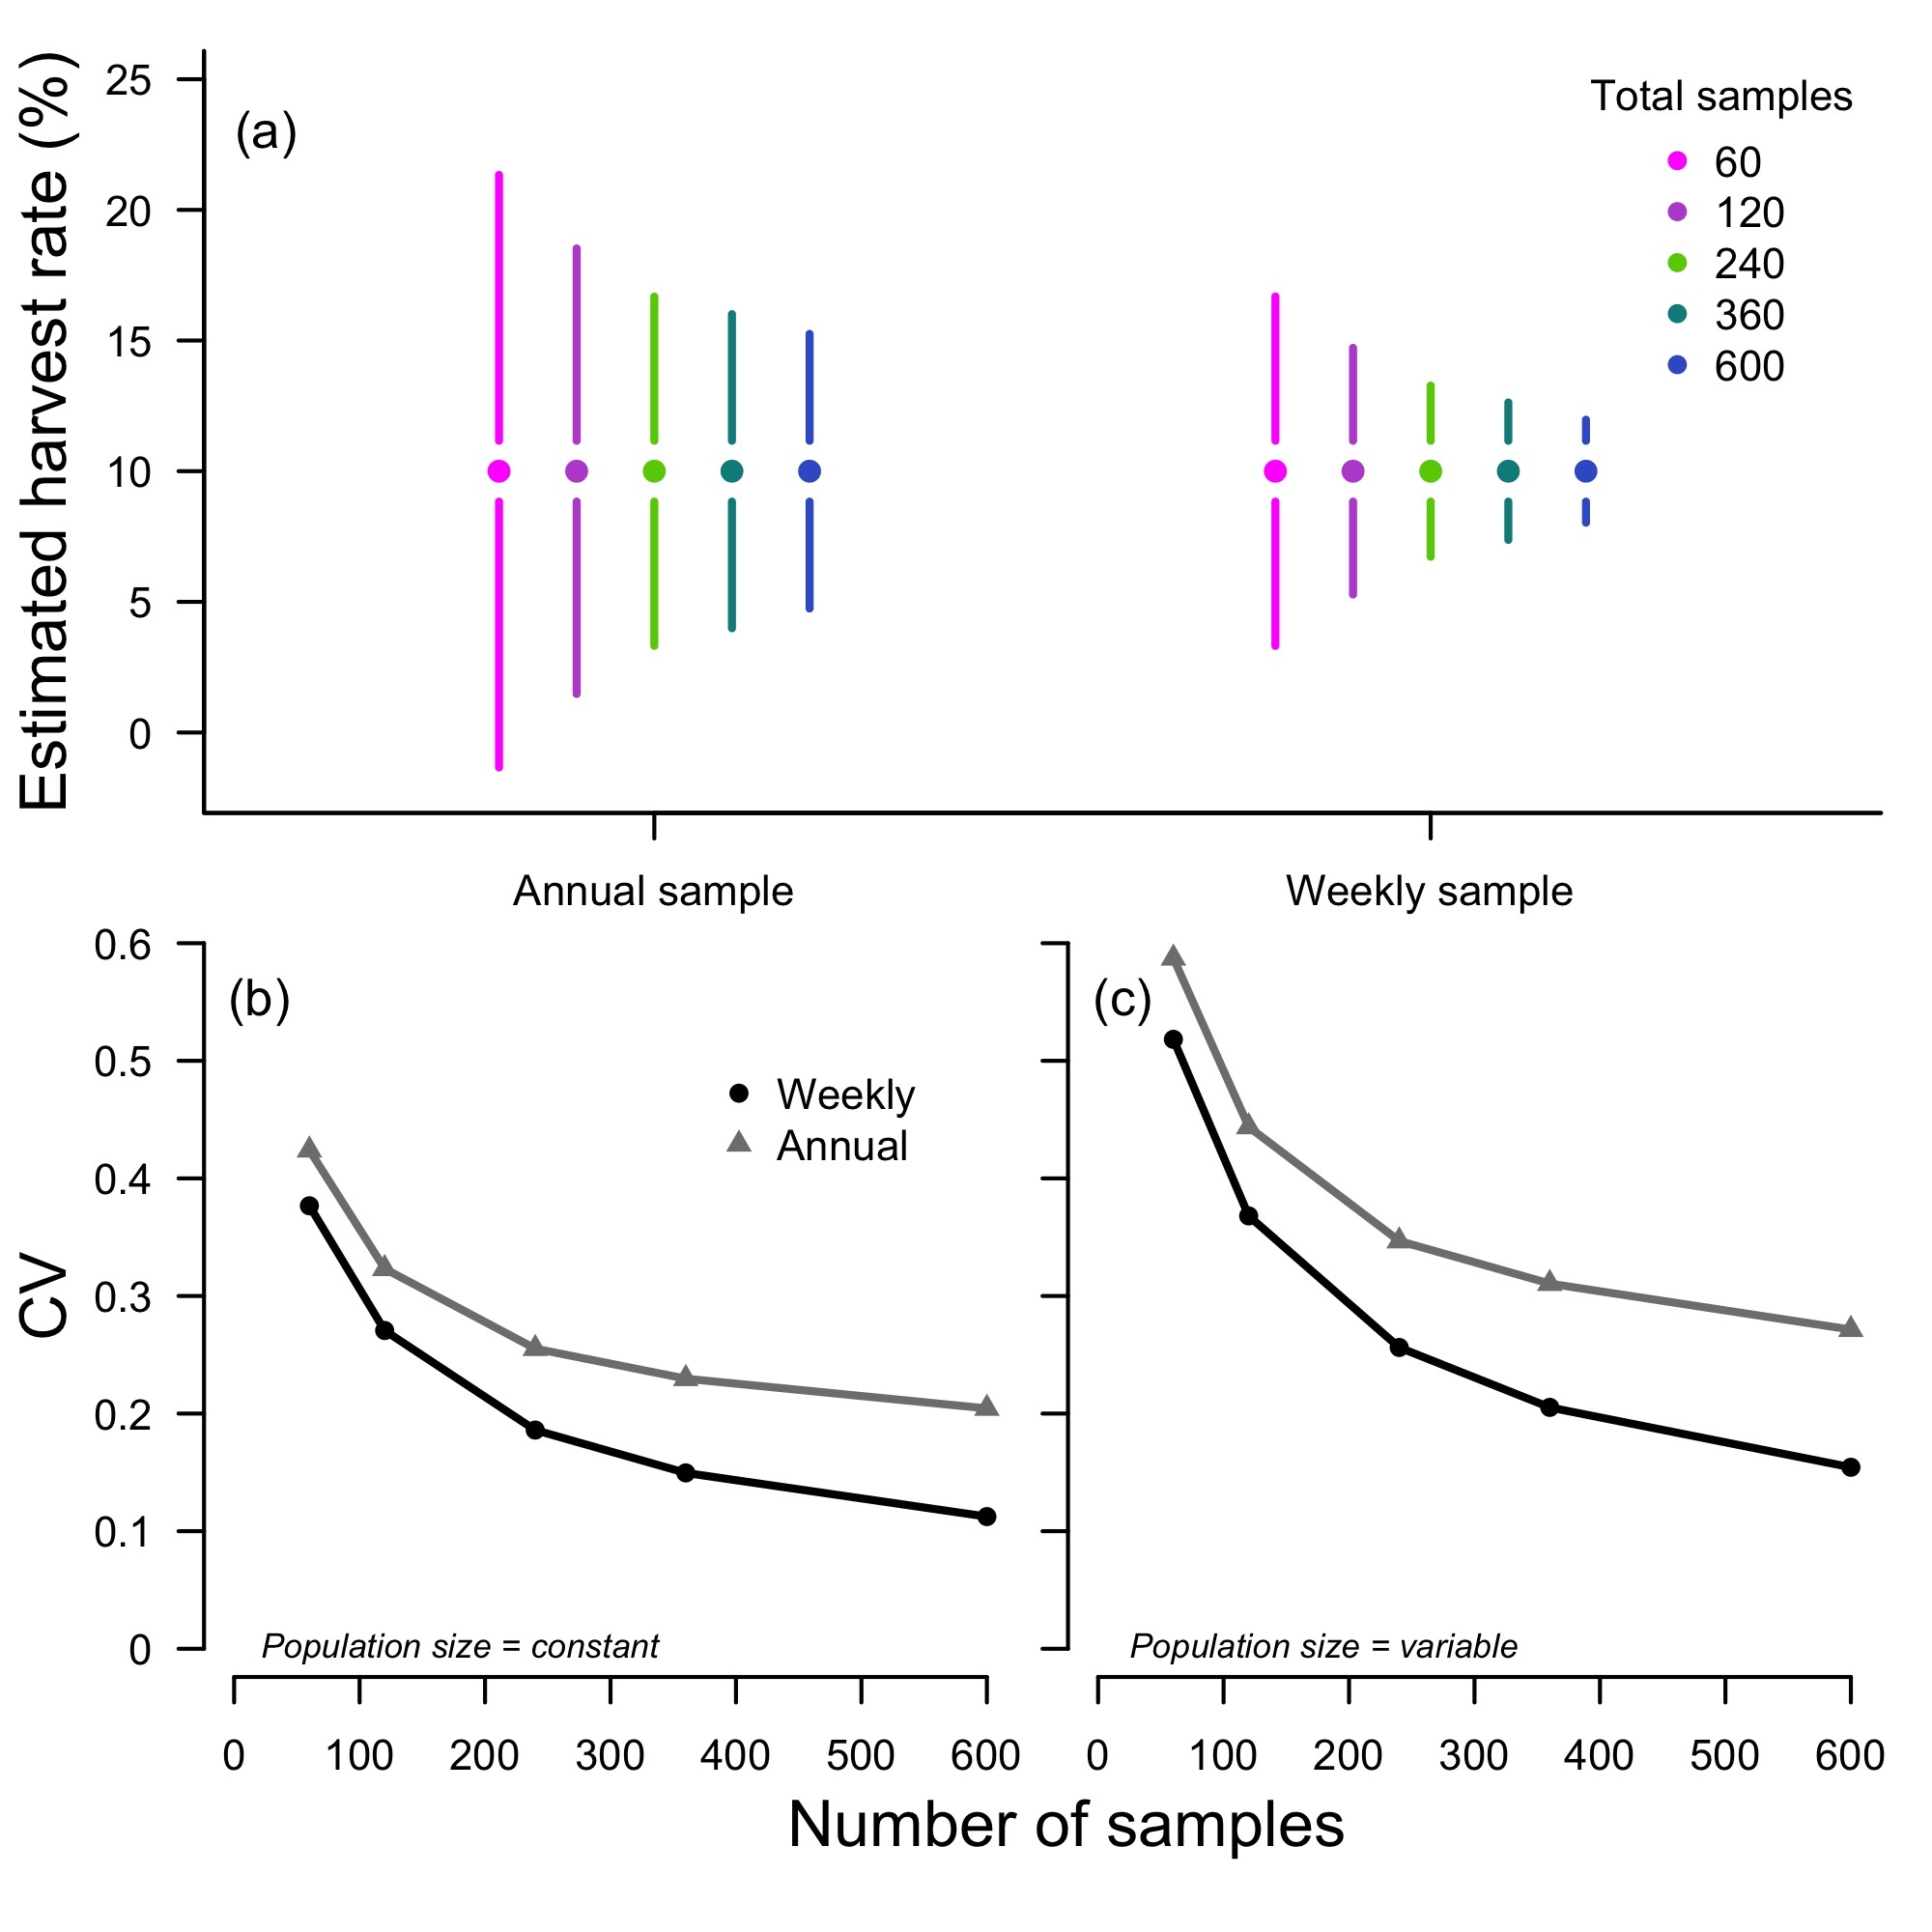 Estimated harvest rate (%)
25
20
15
10
5
0
(a)
Total samples
60
120
240
360
600
Annual sample
Weekly sample
CV
0.6
0.5
0.4
0.3
0.2
0.1
0
(b)
Weekly
Annual
Population size = constant
0 100 200 300 400 500 600
(c)
Population size = variable
0 100 200 300 400 500 600
Number of samples